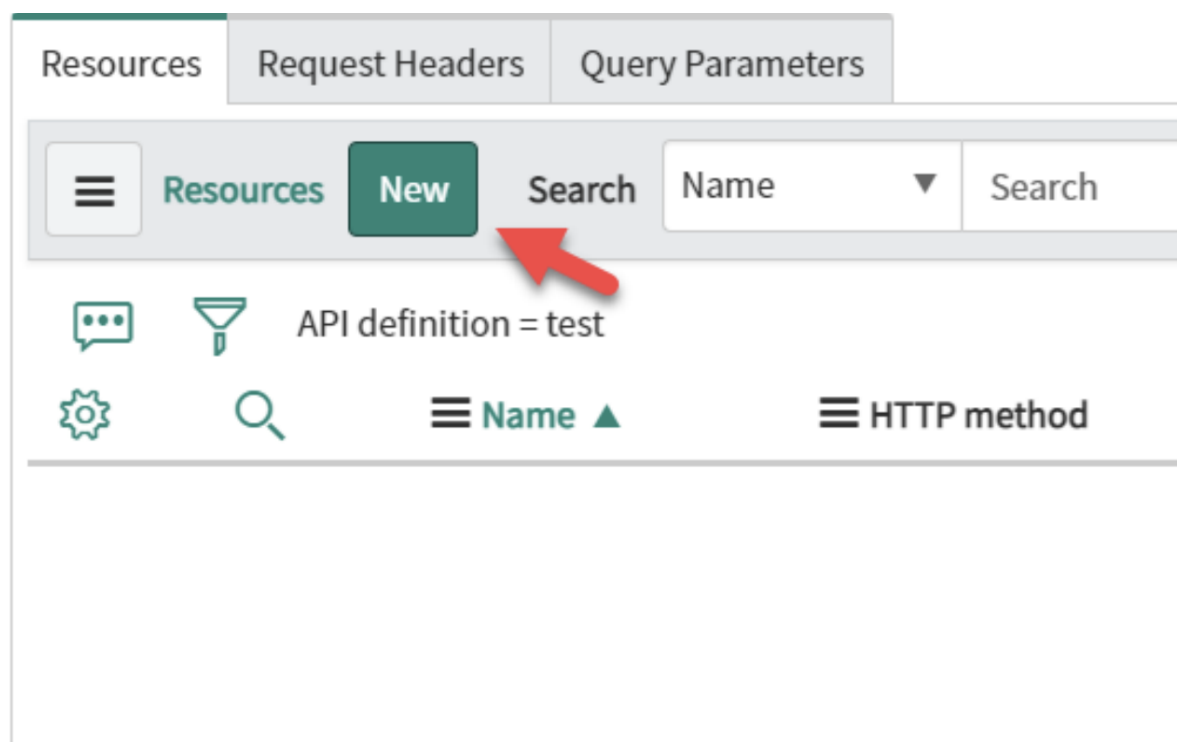 Resources Request Headers Query Parameters
Resources New Search Name Search
API definition = test
Name HTTP method